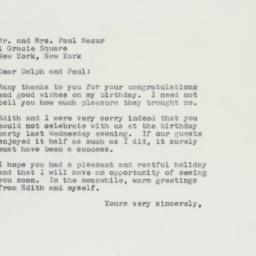 Mr. and Mrs. Paul Mazur
1 Gracie Square
New York, New York
Dear Dolph and Paul:
Many thanks to you for your congratulations
and good wishes on my birthday. I need not
tell you how much pleasure they brought me.
Edith and I were very sorry indeed that you
could not celebrate with us at the birthday
party last Wednesday evening. If our guests
enjoyed it half as much as I did, it surely
must have been a success.
I hope you had a pleasant and restful holiday
and that I will have an opportunity of seeing
you soon. In the meanwhile, warm greetings
from Edith and myself.
Yours very sincerely,